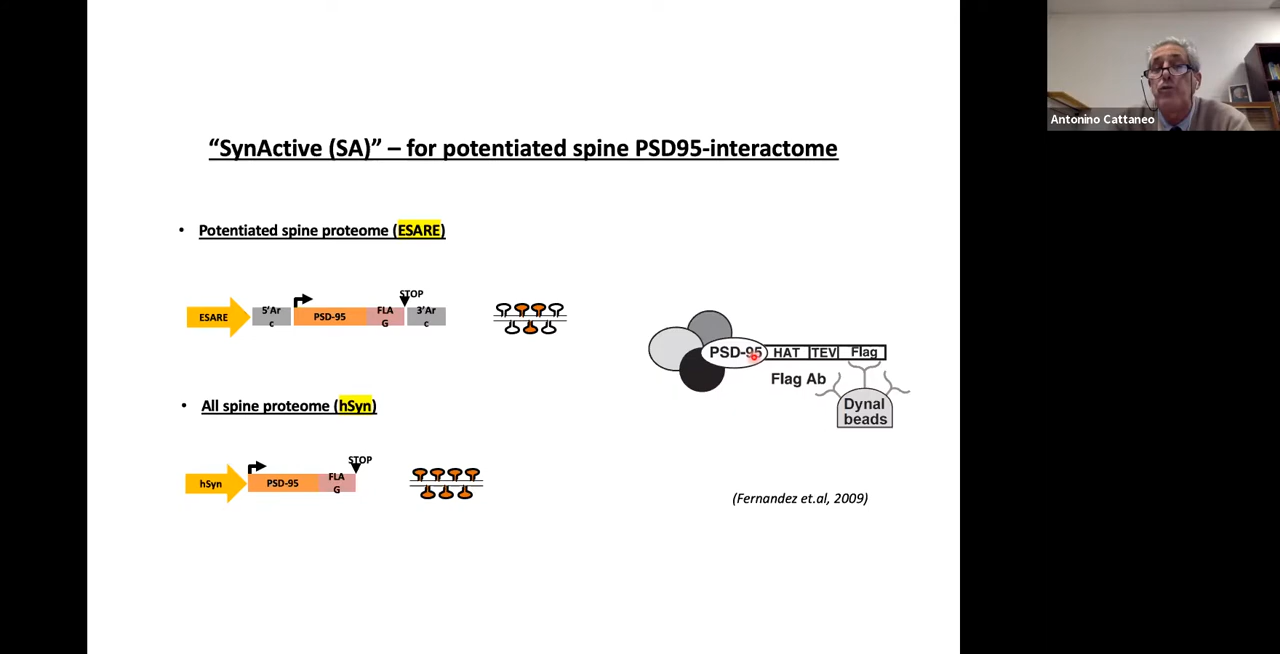 Antonino Cattaneo
“SynActive (SA)” – for potentiated spine PSD95-interactome
• Potentiated spine proteome (ESARE)
STOP
ESARE
5'Ar
c
PSD-95
FLA
G
3'Ar
c
PSD-95 HAT TEV Flag
Flag Ab
Dynal
beads
• All spine proteome (hSyn)
STOP
hSyn
PSD-95
FLA
G
(Fernandez et.al, 2009)